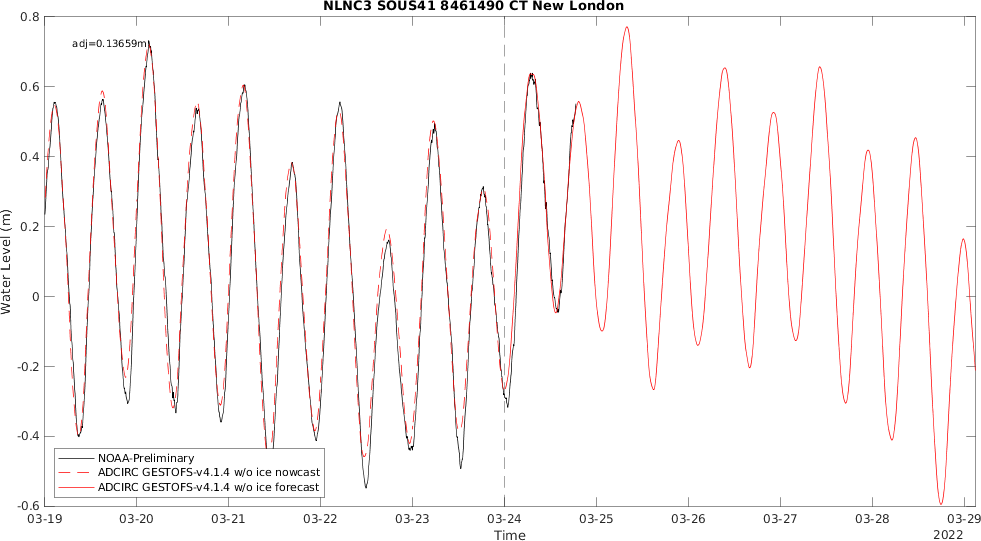 NLNC3 SOUS41 8461490 CT New London
adj=0.13659m
0.8
0.6
0.4
0.2
0
-0.2
-0.4
-0.6
Water Level (m)
NOAA-Preliminary
ADCIRC GESTOFS-v4.1.4 w/o ice nowcast
ADCIRC GESTOFS-v4.1.4 w/o ice forecast
03-19 03-20 03-21 03-22 03-23 03-24 03-25 03-26 03-27 03-28 03-29
Time
2022